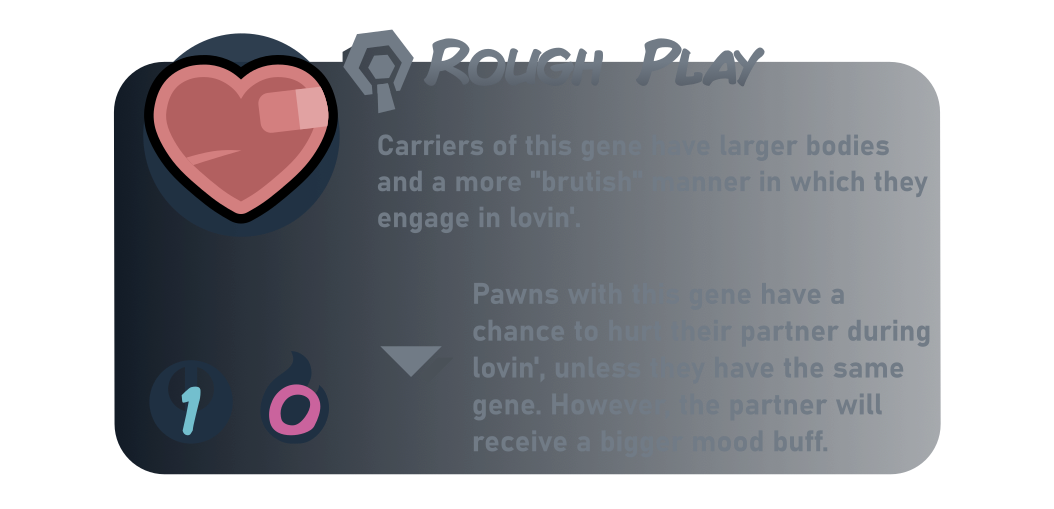 Rough Play
Carriers of this gene have larger bodies
and a more "brutish" manner in which they
engage in lovin'.
Pawns with this gene have a
chance to hurt their partner during
lovin', unless they have the same
gene. However, the partner will
receive a bigger mood buff.
1 0